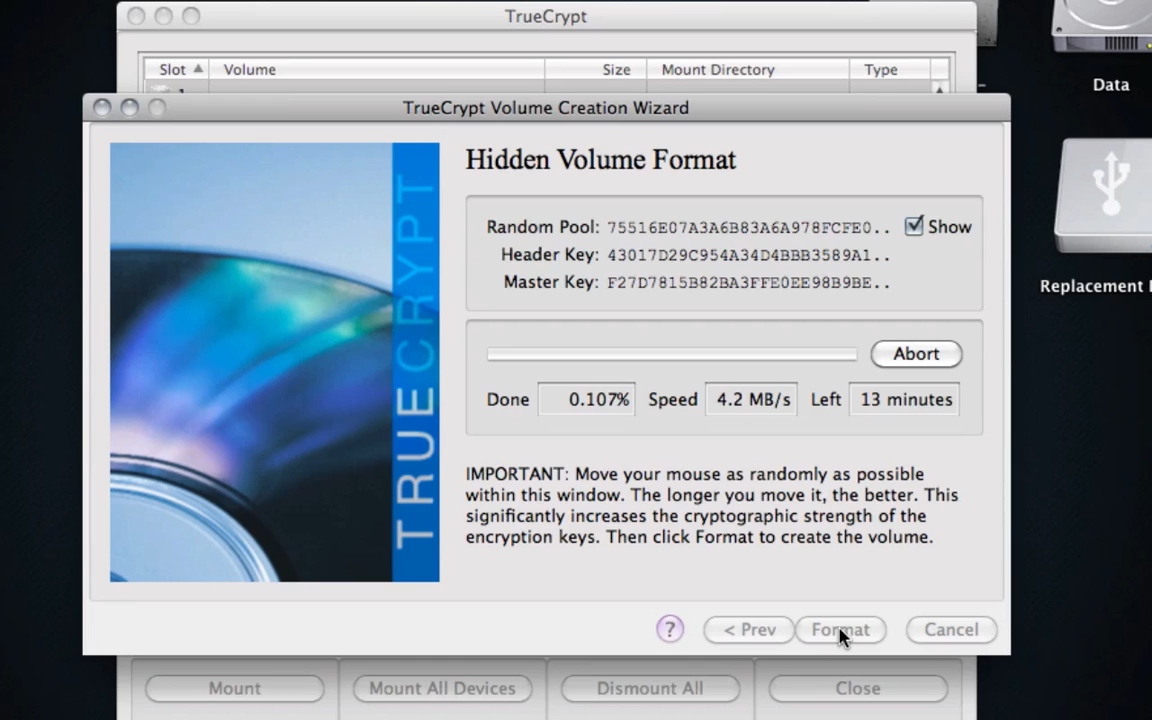 TrueCrypt
Slot Volume Size Mount Directory Type
1
Data
TrueCrypt Volume Creation Wizard
Hidden Volume Format
Random Pool: 75516E07A3A6B83A6A978FCFE0.. Show
Header Key: 43017D29C954A34D4BBB3589A1..
Master Key: F27D7815B82BA3FFE0EE98B9BE..
Replacement
Abort
Done 0.107% Speed 4.2 MB/s Left 13 minutes
TRUECRYPT
IMPORTANT: Move your mouse as randomly as possible
within this window. The longer you move it, the better. This
significantly increases the cryptographic strength of the
encryption keys. Then click Format to create the volume.
? < Prev Format Cancel
Mount Mount All Devices Dismount All Close